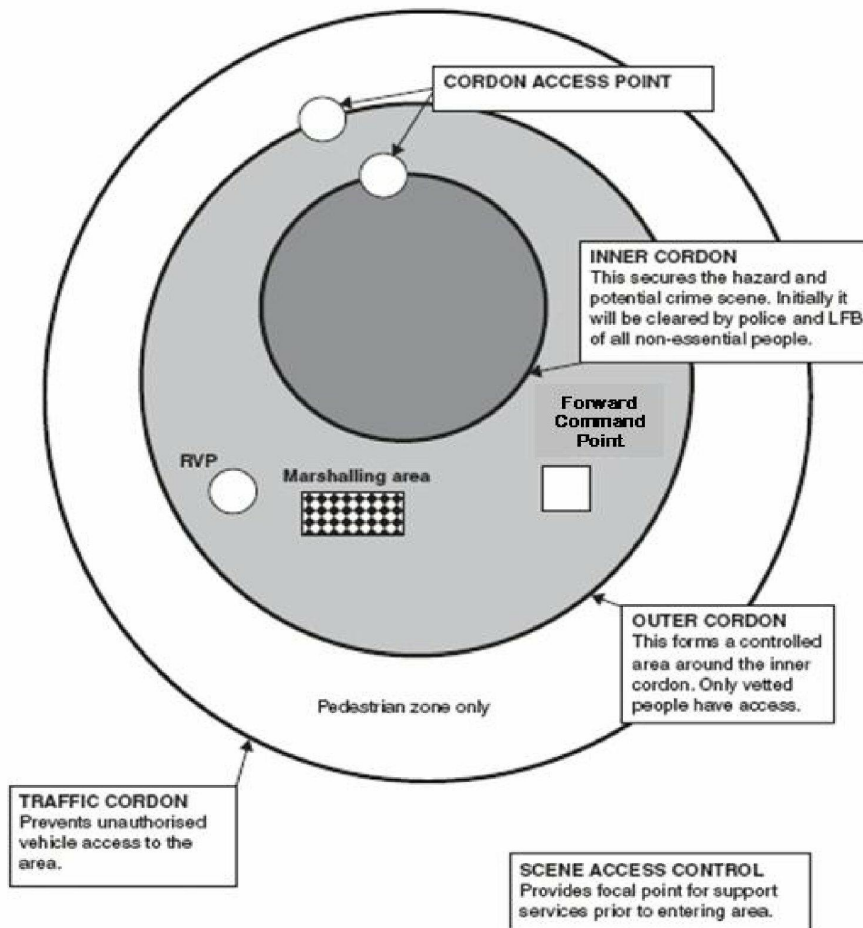 CORDON ACCESS POINT
INNER CORDON
This secures the hazard and
potential crime scene. Initially it
will be cleared by police and LFB
of all non-essential people.
Forward
Command
Point
RVP
Marshalling area
OUTER CORDON
This forms a controlled
area around the inner
cordon. Only vetted
people have access.
Pedestrian zone only
TRAFFIC CORDON
Prevents unauthorised
vehicle access to the
area.
SCENE ACCESS CONTROL
Provides focal point for support
services prior to entering area.